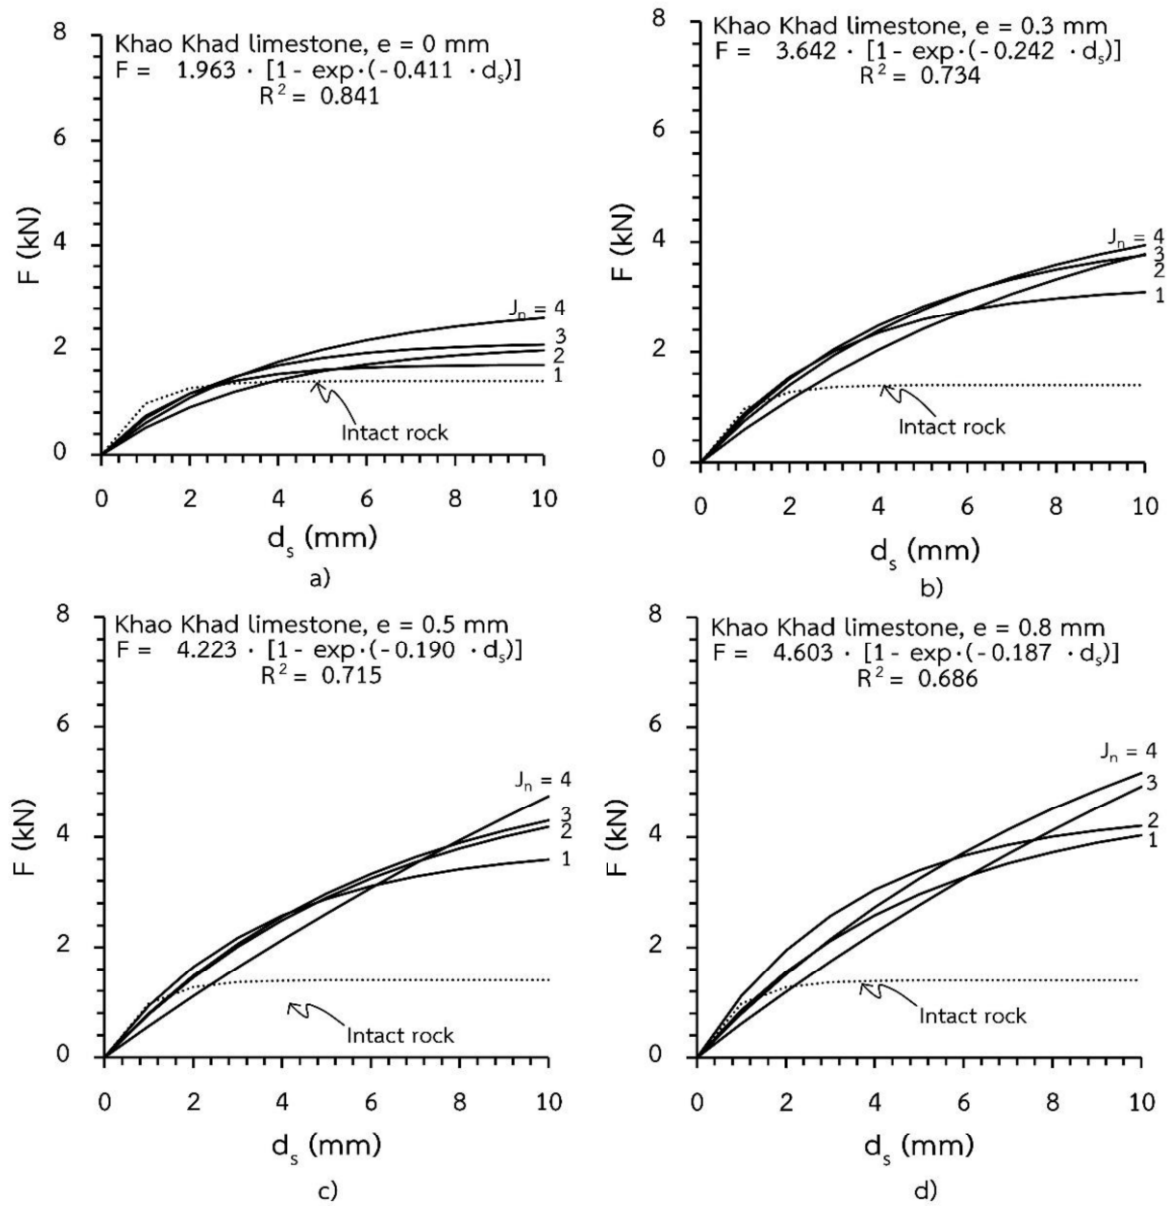 Khao Khad limestone, e = 0 mm
F = 1.963 · [1- exp·(-0.411 ·dₛ)]
R² = 0.841
8
6
4
2
0
F (kN)
Jₙ = 4
3
2
1
Intact rock
0 2 4 6 8 10
dₛ (mm)
a)
Khao Khad limestone, e = 0.3 mm
F = 3.642 · [1- exp·(-0.242 ·dₛ)]
R² = 0.734
8
6
4
2
0
F (kN)
Jₙ = 4
3
2
1
Intact rock
0 2 4 6 8 10
dₛ (mm)
b)
Khao Khad limestone, e = 0.5 mm
F = 4.223 · [1- exp·(-0.190 ·dₛ)]
R² = 0.715
8
6
4
2
0
F (kN)
Jₙ = 4
3
2
1
Intact rock
0 2 4 6 8 10
dₛ (mm)
c)
Khao Khad limestone, e = 0.8 mm
F = 4.603 · [1- exp·(-0.187 ·dₛ)]
R² = 0.686
8
6
4
2
0
F (kN)
Jₙ = 4
3
2
1
Intact rock
0 2 4 6 8 10
dₛ (mm)
d)